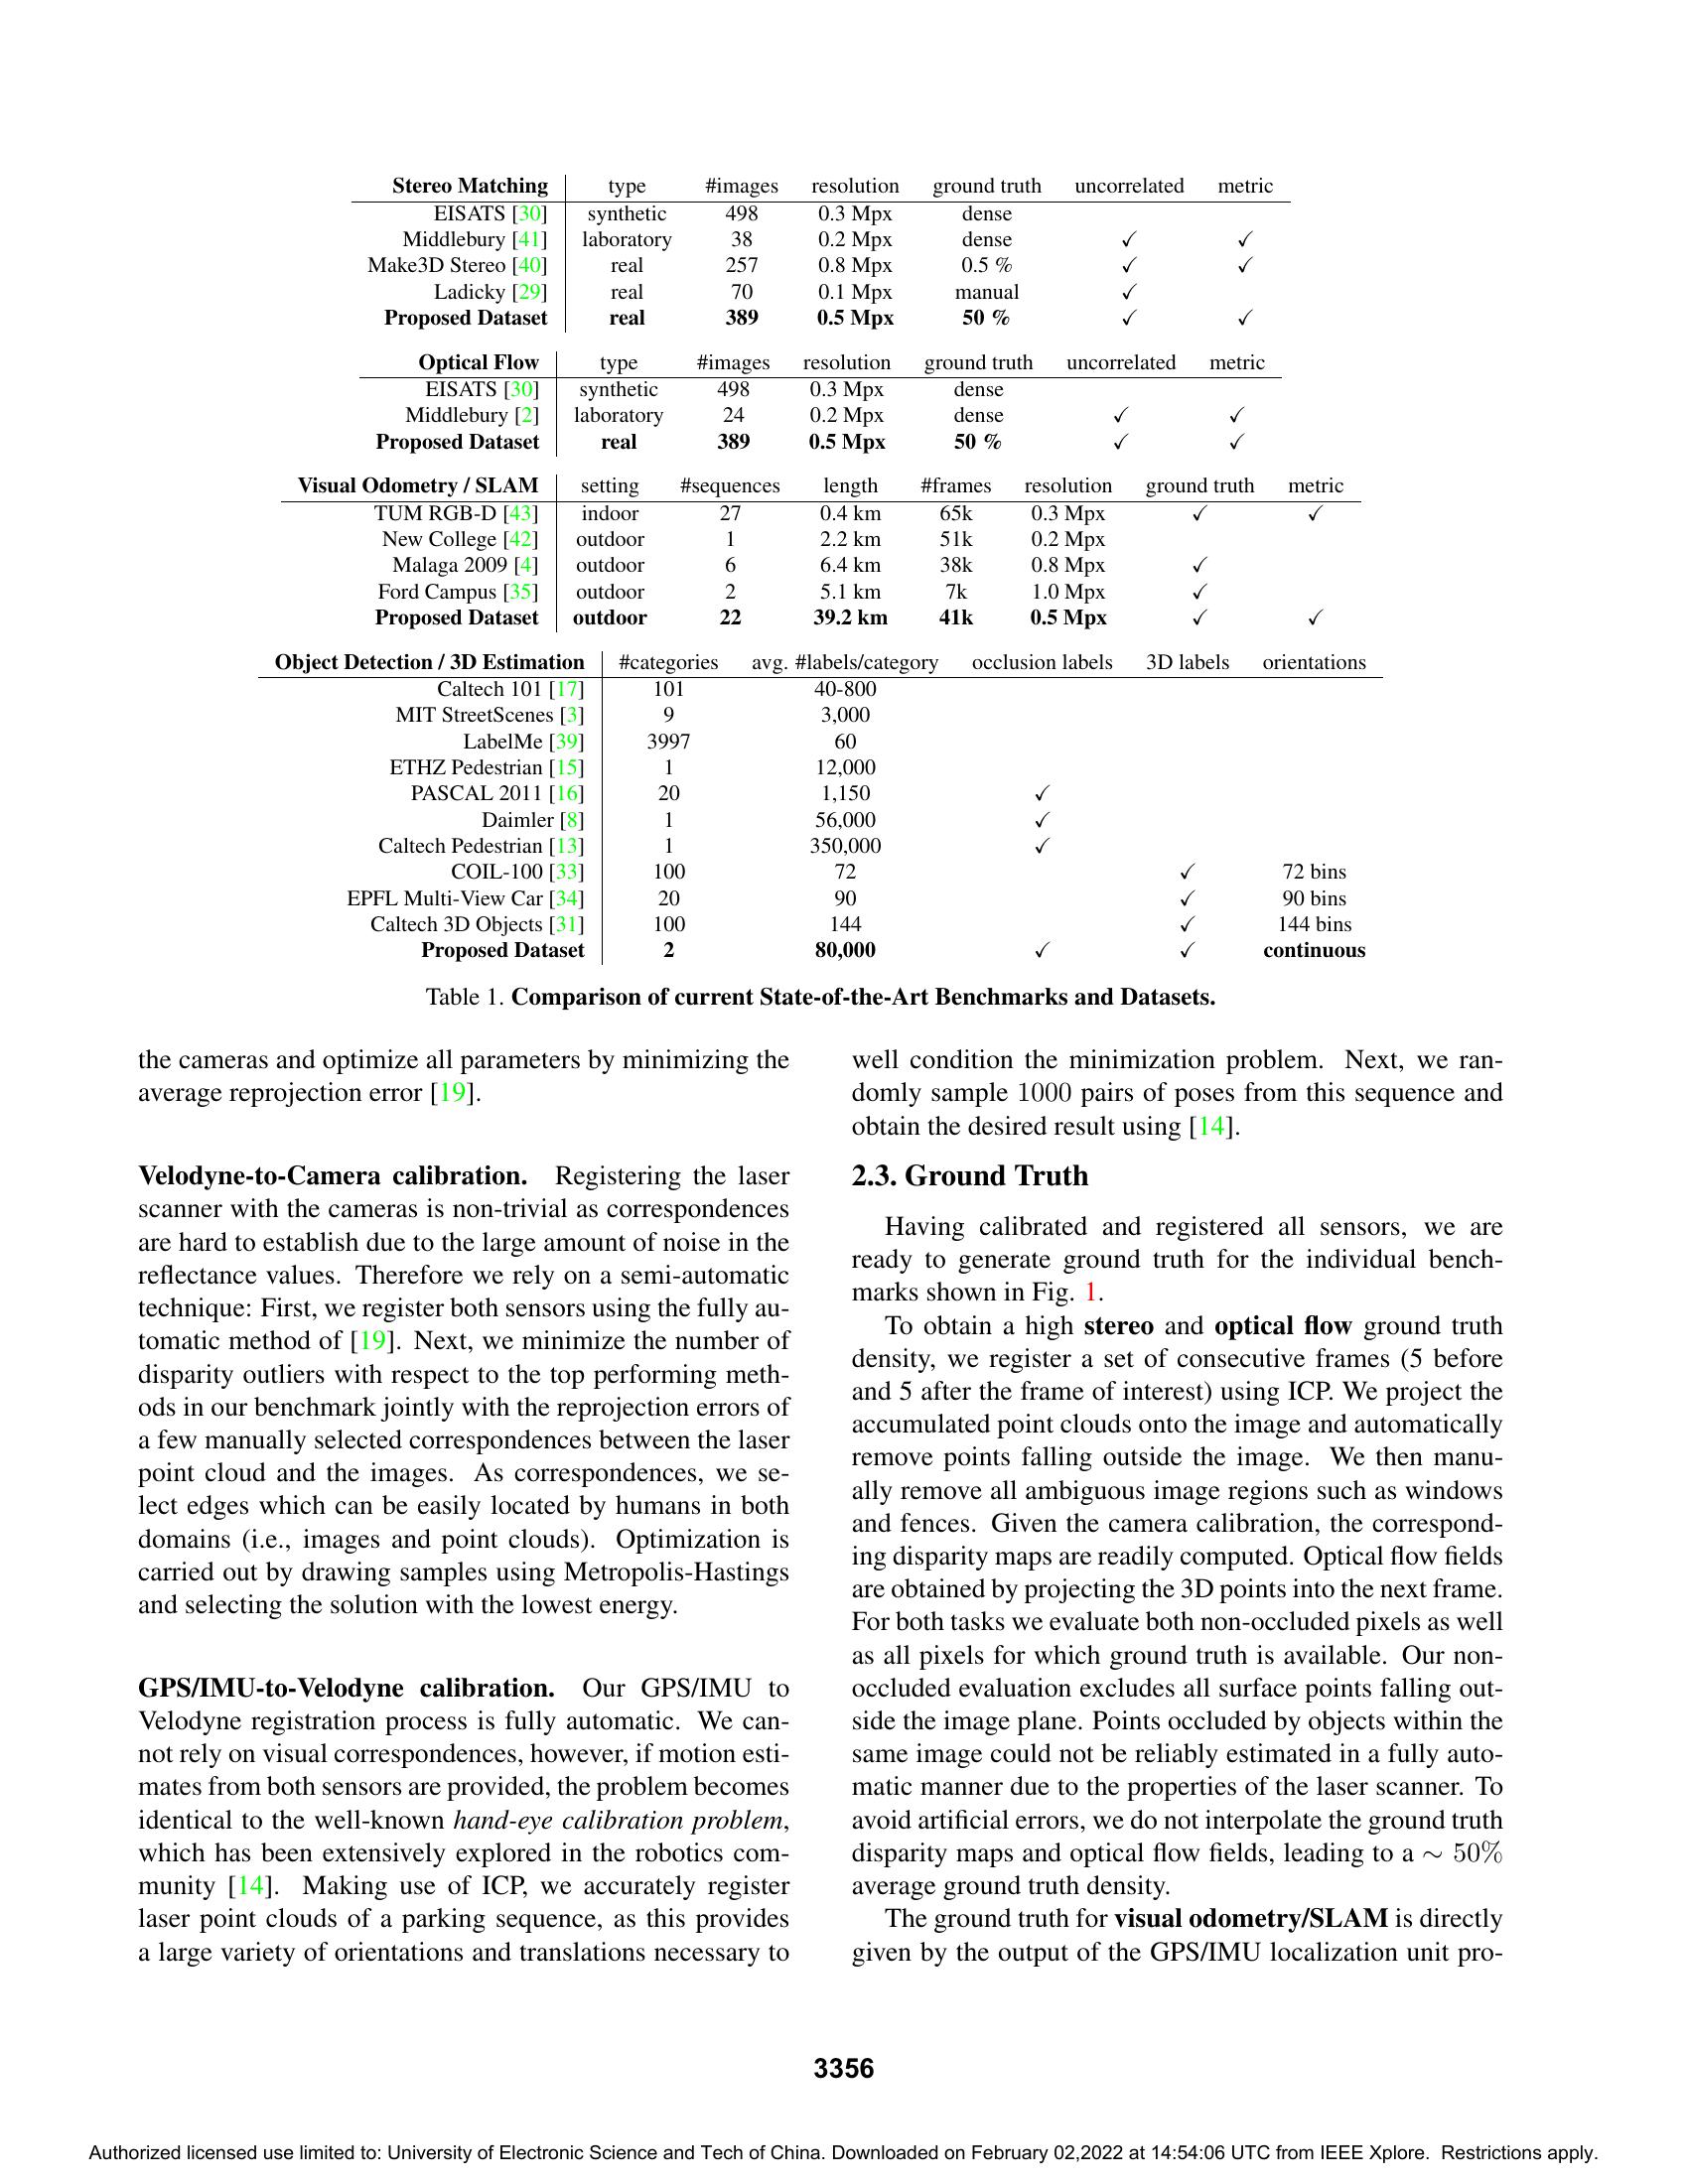 Stereo Matching type #images resolution ground truth uncorrelated metric
EISATS [30] synthetic 498 0.3 Mpx dense
Middlebury [41] laboratory 38 0.2 Mpx dense ✓ ✓
Make3D Stereo [40] real 257 0.8 Mpx 0.5 % ✓ ✓
Ladicky [29] real 70 0.1 Mpx manual ✓
Proposed Dataset real 389 0.5 Mpx 50 % ✓ ✓
Optical Flow type #images resolution ground truth uncorrelated metric
EISATS [30] synthetic 498 0.3 Mpx dense
Middlebury [2] laboratory 24 0.2 Mpx dense ✓ ✓
Proposed Dataset real 389 0.5 Mpx 50 % ✓ ✓
Visual Odometry / SLAM setting #sequences length #frames resolution ground truth metric
TUM RGB-D [43] indoor 27 0.4 km 65k 0.3 Mpx ✓ ✓
New College [42] outdoor 1 2.2 km 51k 0.2 Mpx
Malaga 2009 [4] outdoor 6 6.4 km 38k 0.8 Mpx ✓
Ford Campus [35] outdoor 2 5.1 km 7k 1.0 Mpx ✓
Proposed Dataset outdoor 22 39.2 km 41k 0.5 Mpx ✓ ✓
Object Detection / 3D Estimation #categories avg. #labels/category occlusion labels 3D labels orientations
Caltech 101 [17] 101 40-800
MIT StreetScenes [3] 9 3,000
LabelMe [39] 3997 60
ETHZ Pedestrian [15] 1 12,000
PASCAL 2011 [16] 20 1,150 ✓
Daimler [8] 1 56,000 ✓
Caltech Pedestrian [13] 1 350,000 ✓
COIL-100 [33] 100 72 ✓ 72 bins
EPFL Multi-View Car [34] 20 90 ✓ 90 bins
Caltech 3D Objects [31] 100 144 ✓ 144 bins
Proposed Dataset 2 80,000 ✓ ✓ continuous
Table 1. Comparison of current State-of-the-Art Benchmarks and Datasets.
the cameras and optimize all parameters by minimizing the
average reprojection error [19].
Velodyne-to-Camera calibration. Registering the laser
scanner with the cameras is non-trivial as correspondences
are hard to establish due to the large amount of noise in the
reflectance values. Therefore we rely on a semi-automatic
technique: First, we register both sensors using the fully au-
tomatic method of [19]. Next, we minimize the number of
disparity outliers with respect to the top performing meth-
ods in our benchmark jointly with the reprojection errors of
a few manually selected correspondences between the laser
point cloud and the images. As correspondences, we se-
lect edges which can be easily located by humans in both
domains (i.e., images and point clouds). Optimization is
carried out by drawing samples using Metropolis-Hastings
and selecting the solution with the lowest energy.
GPS/IMU-to-Velodyne calibration. Our GPS/IMU to
Velodyne registration process is fully automatic. We can-
not rely on visual correspondences, however, if motion esti-
mates from both sensors are provided, the problem becomes
identical to the well-known hand-eye calibration problem,
which has been extensively explored in the robotics com-
munity [14]. Making use of ICP, we accurately register
laser point clouds of a parking sequence, as this provides
a large variety of orientations and translations necessary to
well condition the minimization problem. Next, we ran-
domly sample 1000 pairs of poses from this sequence and
obtain the desired result using [14].
2.3. Ground Truth
Having calibrated and registered all sensors, we are
ready to generate ground truth for the individual bench-
marks shown in Fig. 1.
To obtain a high stereo and optical flow ground truth
density, we register a set of consecutive frames (5 before
and 5 after the frame of interest) using ICP. We project the
accumulated point clouds onto the image and automatically
remove points falling outside the image. We then manu-
ally remove all ambiguous image regions such as windows
and fences. Given the camera calibration, the correspond-
ing disparity maps are readily computed. Optical flow fields
are obtained by projecting the 3D points into the next frame.
For both tasks we evaluate both non-occluded pixels as well
as all pixels for which ground truth is available. Our non-
occluded evaluation excludes all surface points falling out-
side the image plane. Points occluded by objects within the
same image could not be reliably estimated in a fully auto-
matic manner due to the properties of the laser scanner. To
avoid artificial errors, we do not interpolate the ground truth
disparity maps and optical flow fields, leading to a ∼ 50%
average ground truth density.
The ground truth for visual odometry/SLAM is directly
given by the output of the GPS/IMU localization unit pro-
3356
Authorized licensed use limited to: University of Electronic Science and Tech of China. Downloaded on February 02,2022 at 14:54:06 UTC from IEEE Xplore. Restrictions apply.